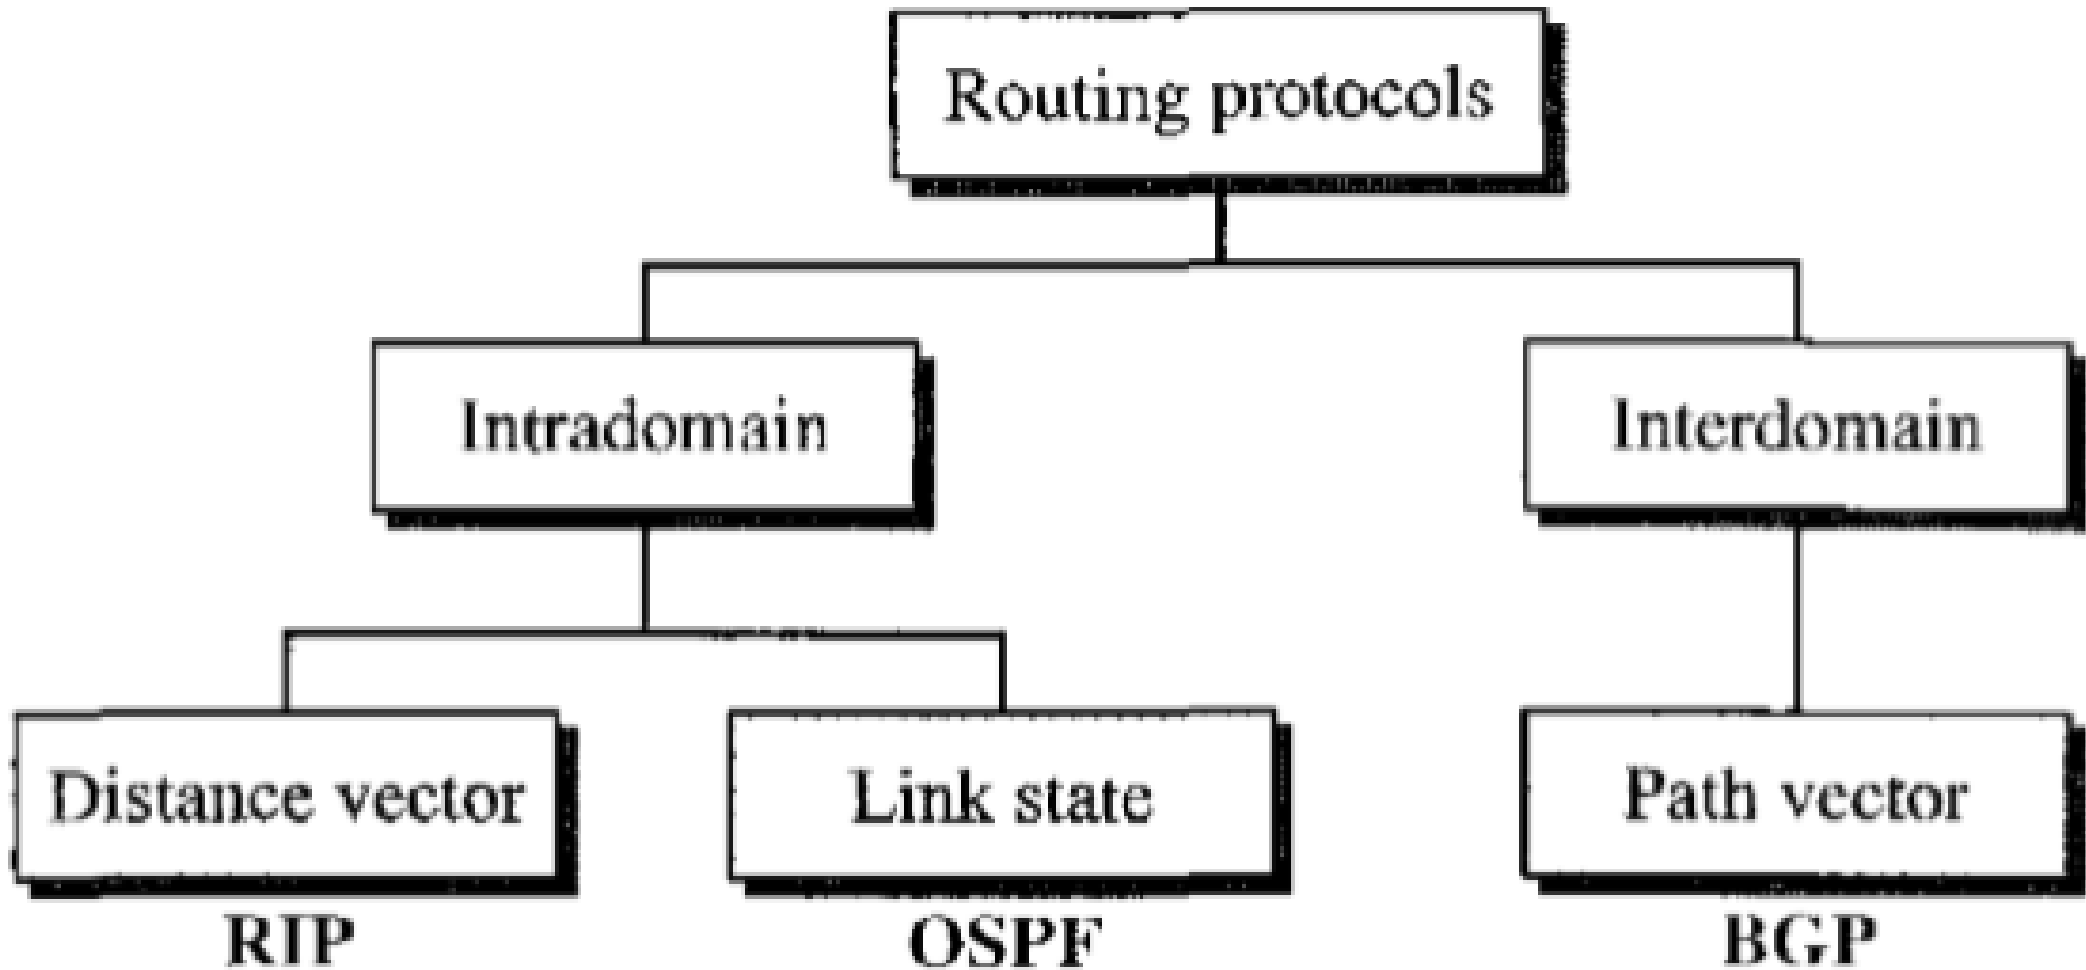 Routing protocols
Intradomain
Interdomain
Distance vector
Link state
Path vector
RIP
OSPF
BGP